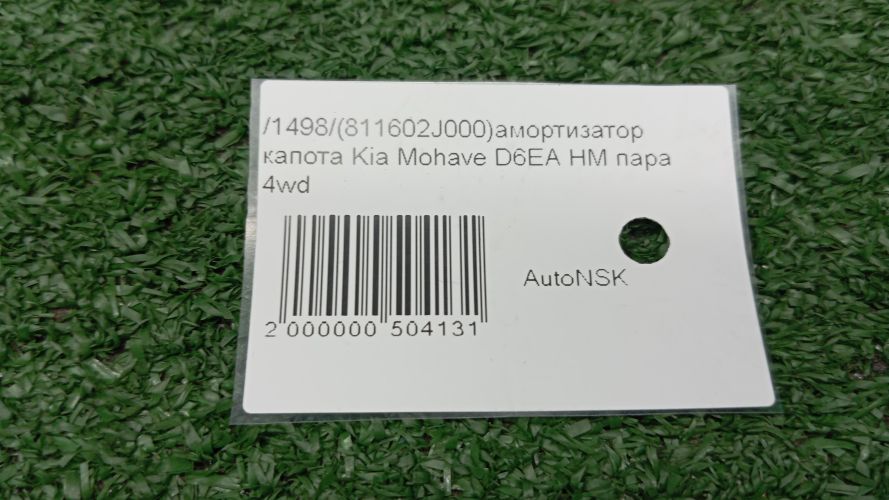 /1498/(811602J000)амортизатор
капота Kia Mohave D6EA HM пара
4wd
AutoNSK
2 000000 504131